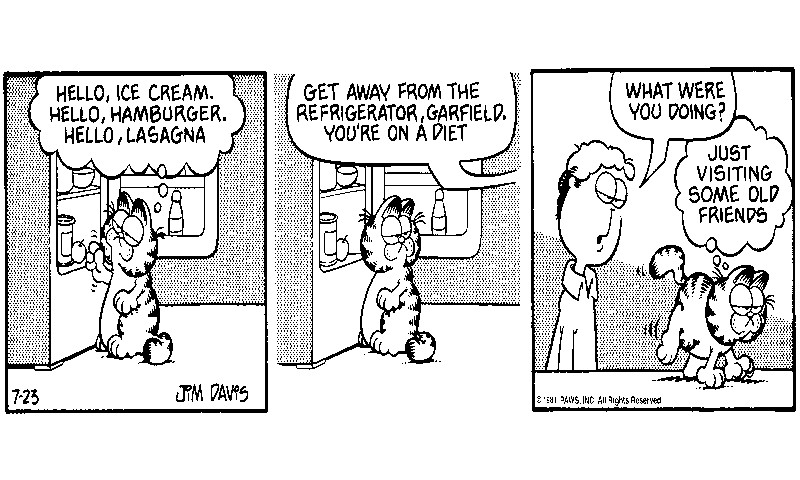 HELLO, ICE CREAM.
HELLO, HAMBURGER.
HELLO, LASAGNA
7-23
JIM DAVIS
GET AWAY FROM THE
REFRIGERATOR, GARFIELD.
YOU'RE ON A DIET
WHAT WERE
YOU DOING?
JUST
VISITING
SOME OLD
FRIENDS
© 1981 PAWS, INC. All Rights Reserved